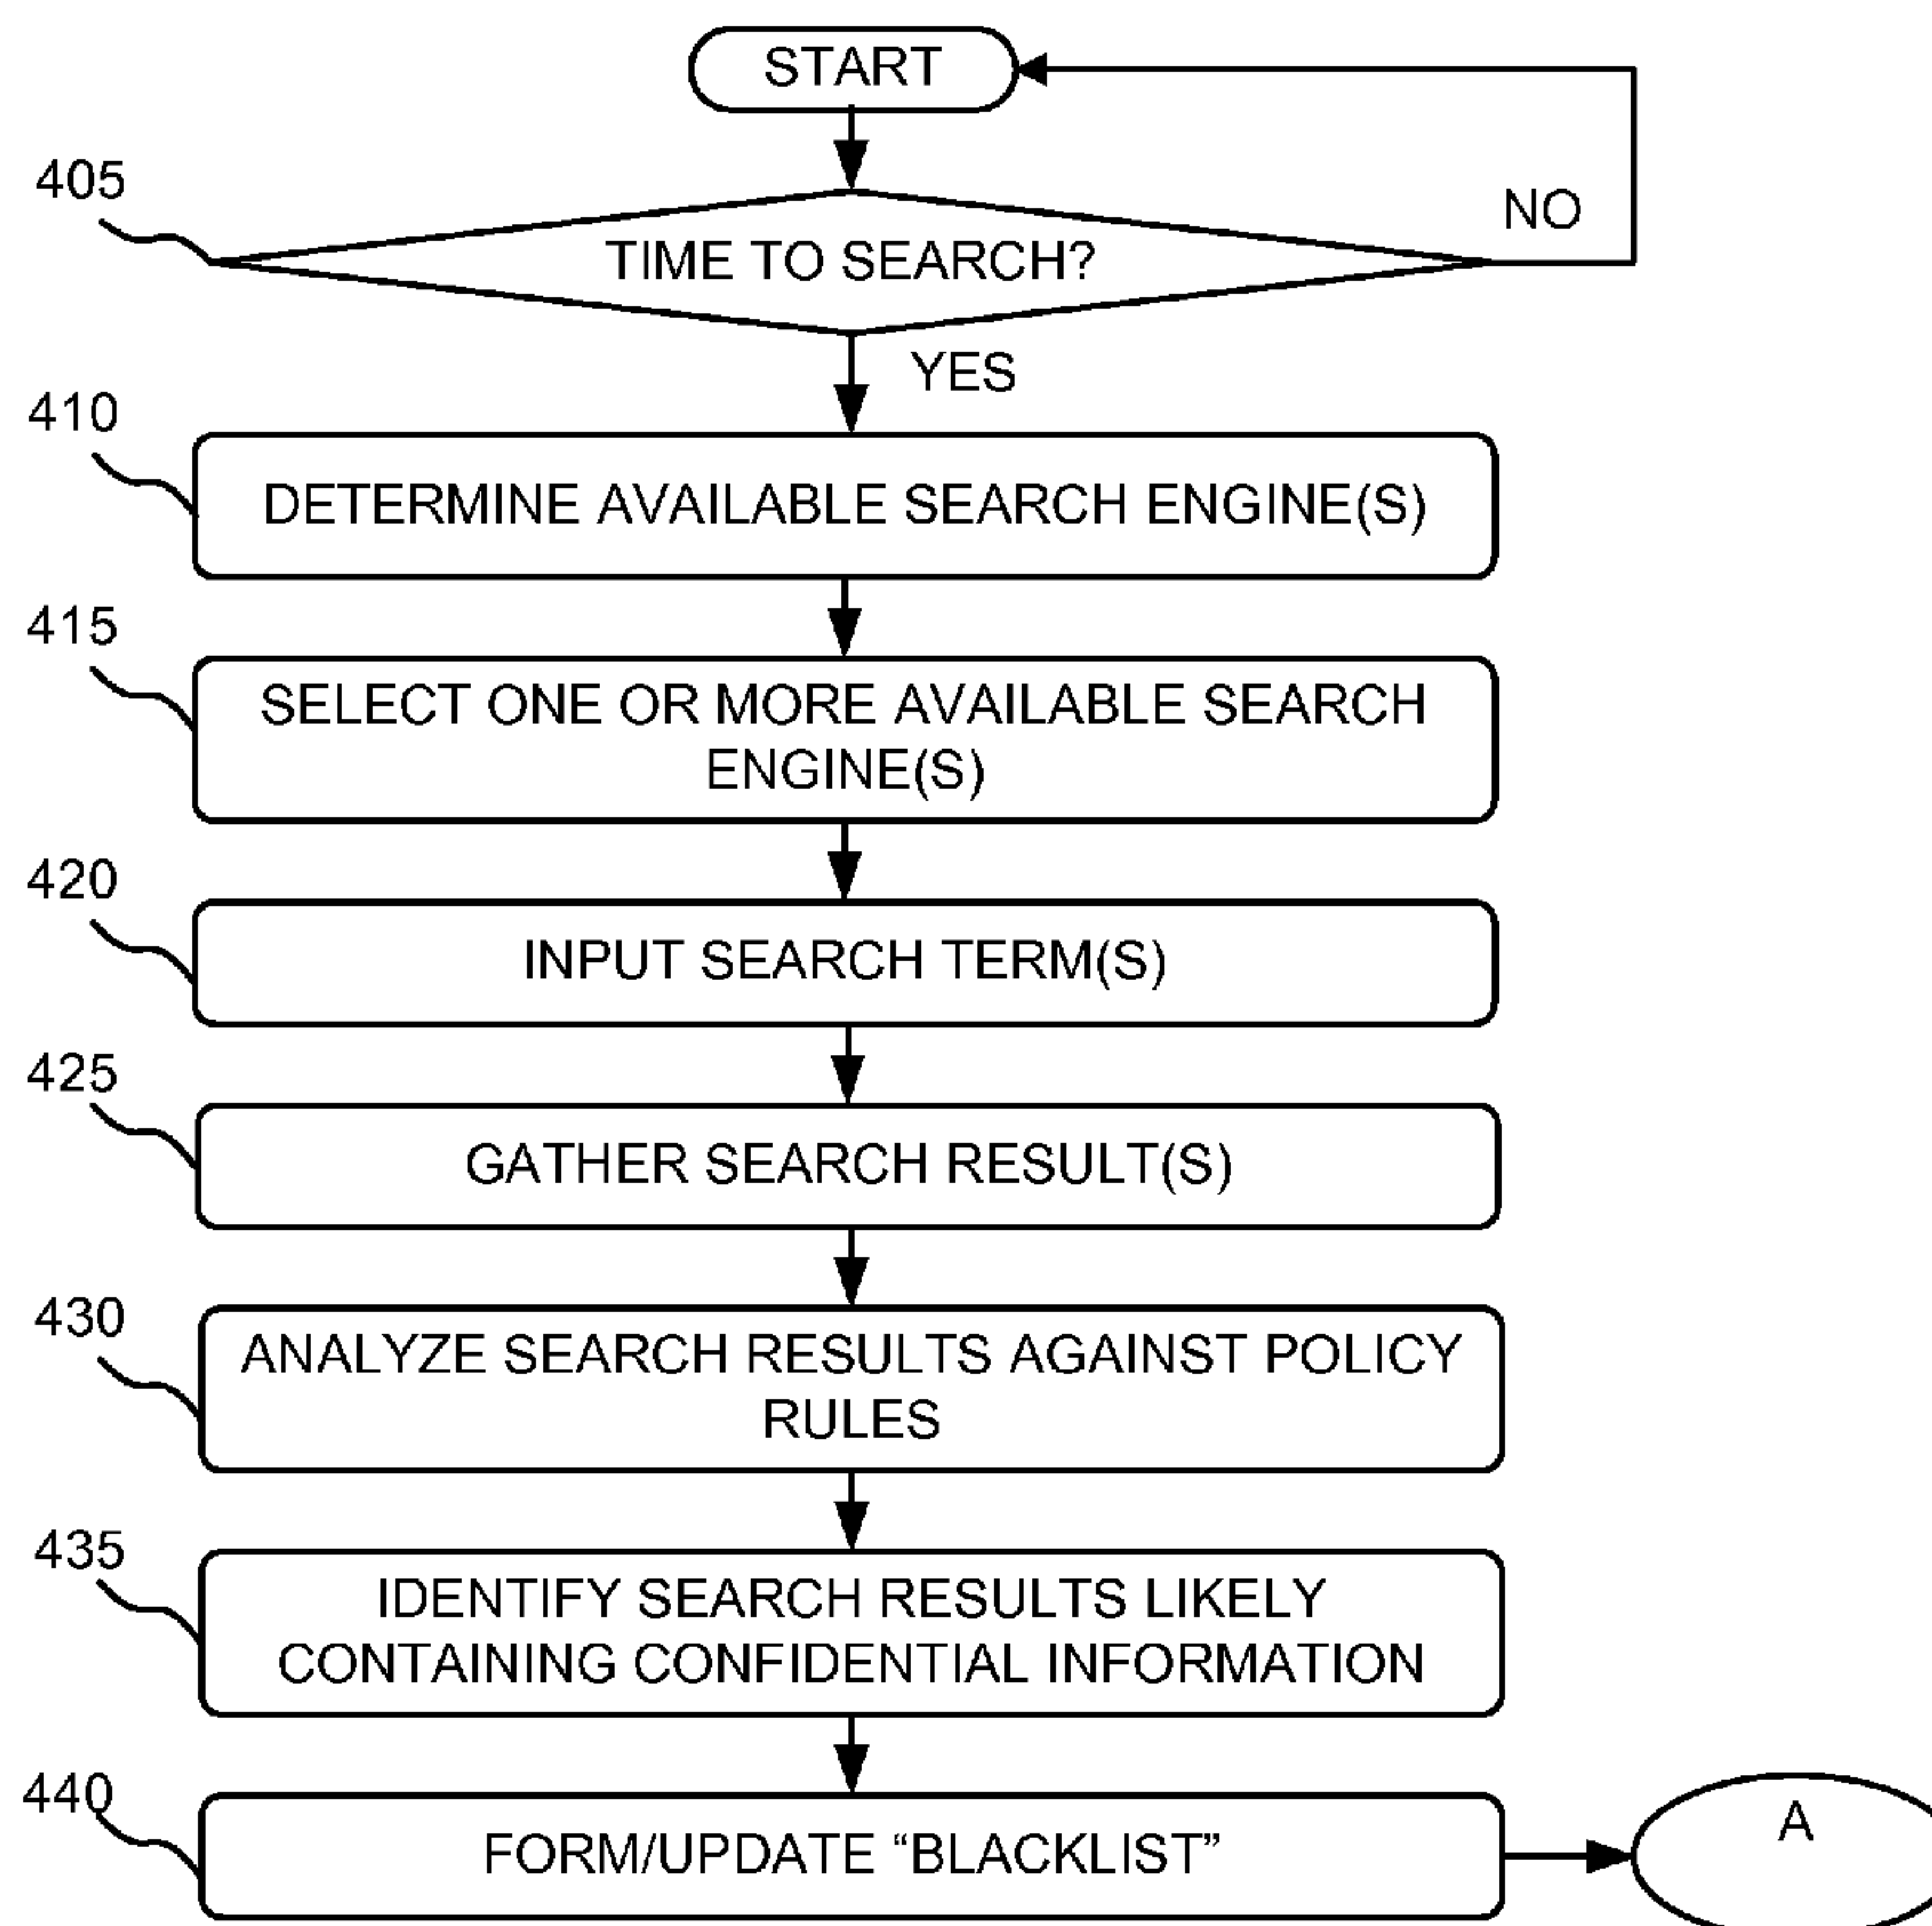 START
405
TIME TO SEARCH?
NO
YES
410
DETERMINE AVAILABLE SEARCH ENGINE(S)
415
SELECT ONE OR MORE AVAILABLE SEARCH
ENGINE(S)
420
INPUT SEARCH TERM(S)
425
GATHER SEARCH RESULT(S)
430
ANALYZE SEARCH RESULTS AGAINST POLICY
RULES
435
IDENTIFY SEARCH RESULTS LIKELY
CONTAINING CONFIDENTIAL INFORMATION
440
FORM/UPDATE “BLACKLIST”
A